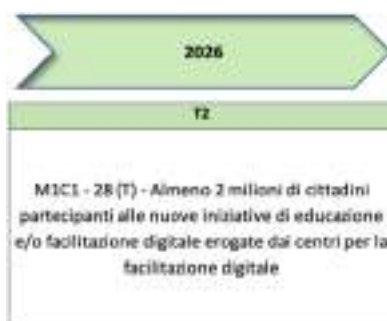 2026
T2
M1C1 - 28 (T) - Almeno 2 milioni di cittadini
partecipanti alle nuove iniziative di educazione
e/o facilitazione digitale erogate dai centri per la
facilitazione digitale